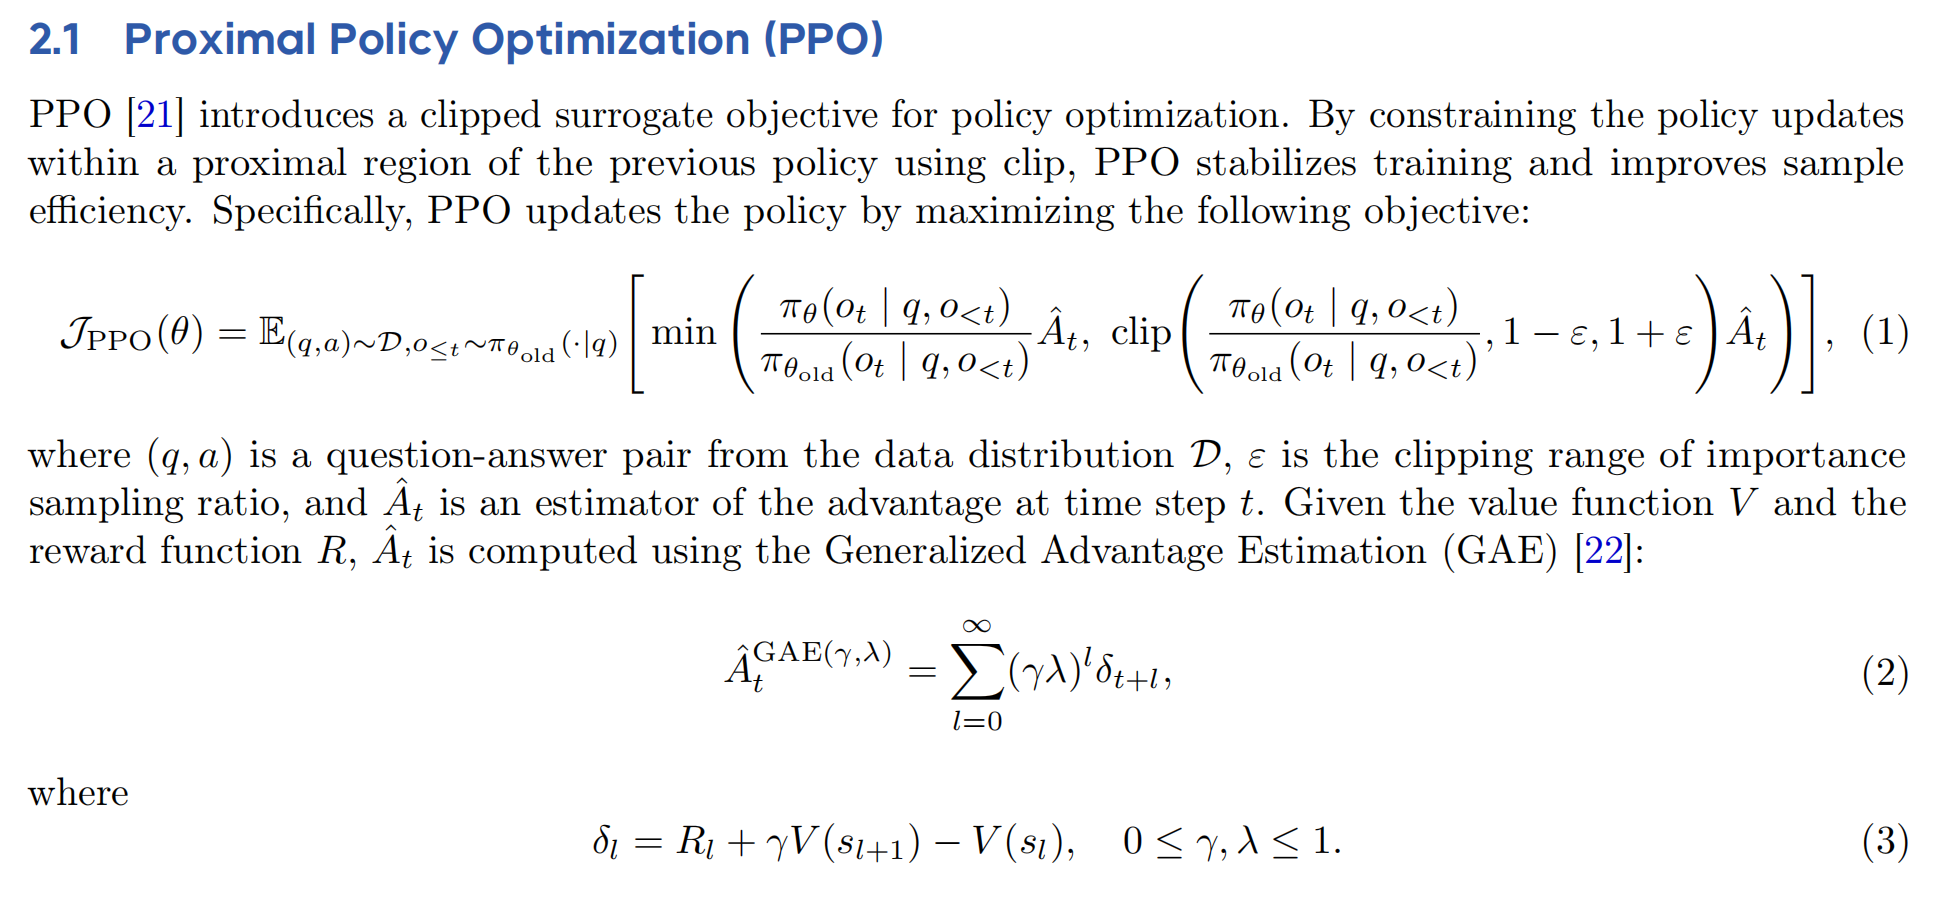 2.1 Proximal Policy Optimization (PPO)
PPO [21] introduces a clipped surrogate objective for policy optimization. By constraining the policy updates
within a proximal region of the previous policy using clip, PPO stabilizes training and improves sample
efficiency. Specifically, PPO updates the policy by maximizing the following objective:
$$\mathcal{J}_{\text{PPO}}(\theta) = \mathbb{E}_{(q,a)\sim\mathcal{D},o_{\leq t}\sim\pi_{\theta_{\text{old}}}(\cdot|q)}\left[\min\left(\frac{\pi_\theta(o_t \mid q, o_{<t})}{\pi_{\theta_{\text{old}}}(o_t \mid q, o_{<t})}\hat{A}_t,\ \text{clip}\left(\frac{\pi_\theta(o_t \mid q, o_{<t})}{\pi_{\theta_{\text{old}}}(o_t \mid q, o_{<t})}, 1-\varepsilon, 1+\varepsilon\right)\hat{A}_t\right)\right], \quad (1)$$
where $(q, a)$ is a question-answer pair from the data distribution $\mathcal{D}$, $\varepsilon$ is the clipping range of importance
sampling ratio, and $\hat{A}_t$ is an estimator of the advantage at time step $t$. Given the value function $V$ and the
reward function $R$, $\hat{A}_t$ is computed using the Generalized Advantage Estimation (GAE) [22]:
$$\hat{A}_t^{\text{GAE}(\gamma,\lambda)} = \sum_{l=0}^{\infty}(\gamma\lambda)^l\delta_{t+l}, \quad (2)$$
where
$$\delta_l = R_l + \gamma V(s_{l+1}) - V(s_l), \quad 0 \leq \gamma, \lambda \leq 1. \quad (3)$$